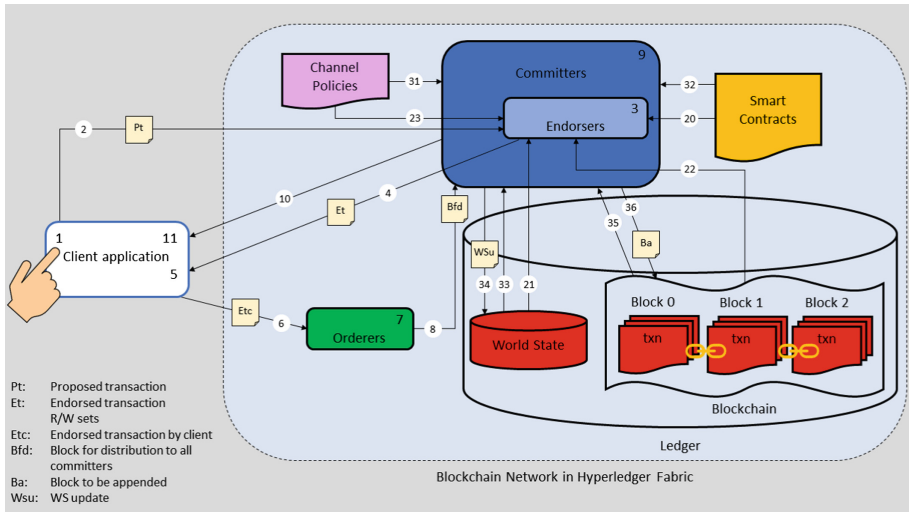 9
Channel
Policies
31
Committers
32
Smart
Contracts
3
Endorsers
23
20
2
Pt
22
10
4
Et
Bfd
36
35
Ba
WSu
1
11
Client application
5
34
33
21
Block 0
Block 1
Block 2
txn
txn
txn
Etc
6
7
Orderers
8
World State
Blockchain
Ledger
Blockchain Network in Hyperledger Fabric
Pt: Proposed transaction
Et: Endorsed transaction
R/W sets
Etc: Endorsed transaction by client
Bfd: Block for distribution to all
committers
Ba: Block to be appended
Wsu: WS update